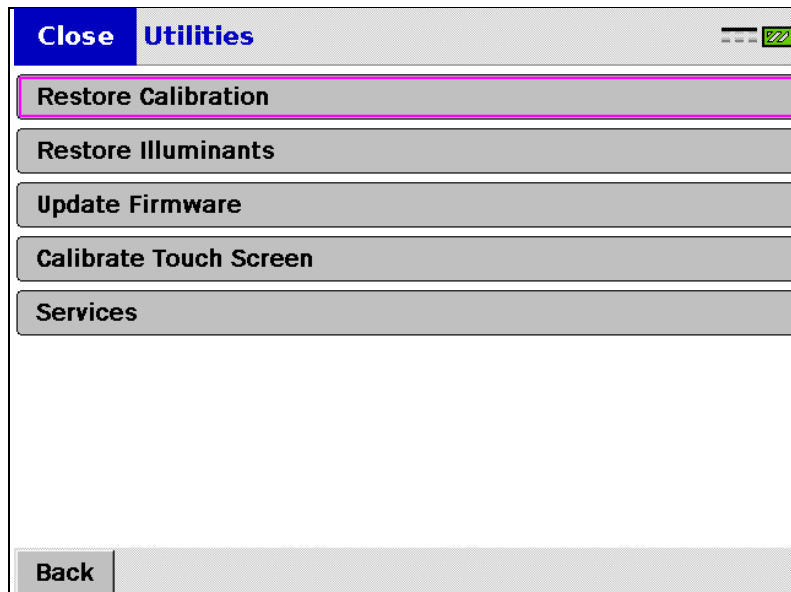 Close Utilities
Restore Calibration
Restore Illuminants
Update Firmware
Calibrate Touch Screen
Services
Back